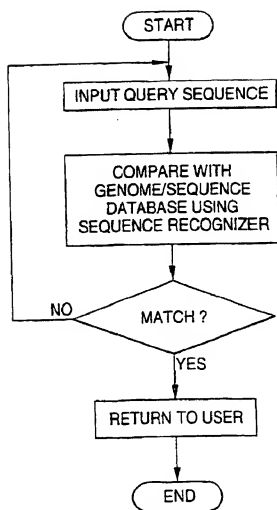 START
INPUT QUERY SEQUENCE
COMPARE WITH
GENOME/SEQUENCE
DATABASE USING
SEQUENCE RECOGNIZER
NO
MATCH ?
YES
RETURN TO USER
END